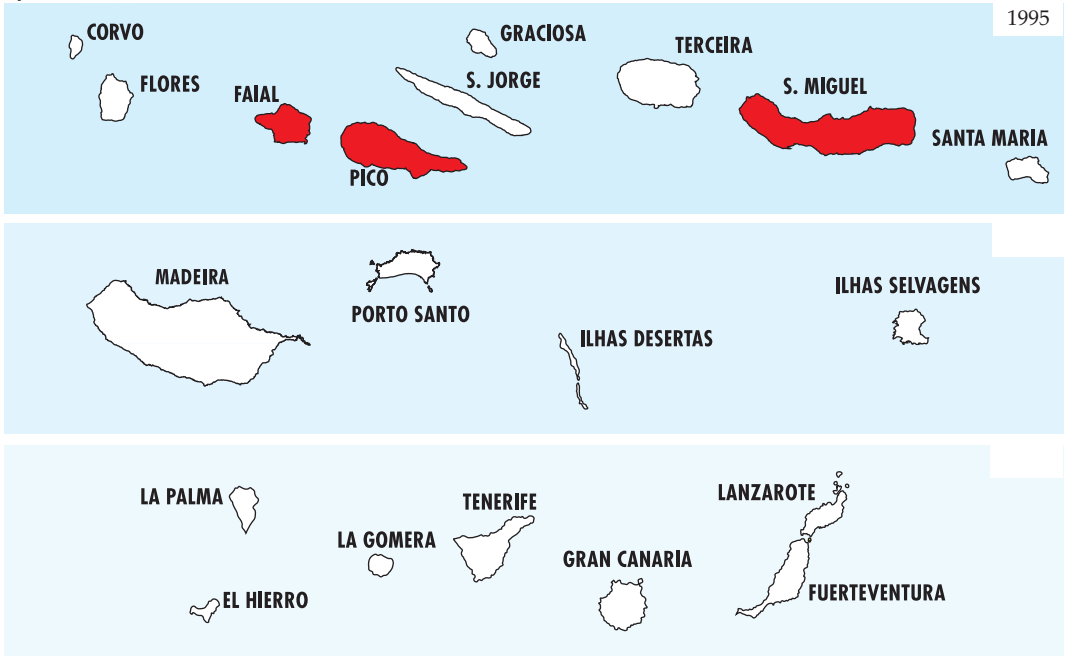 1995
CORVO
GRACIOSA
TERCEIRA
FLORES
S. JORGE
FAIAL
S. MIGUEL
SANTA MARIA
PICO
MADEIRA
ILHAS SELVAGENS
PORTO SANTO
ILHAS DESERTAS
LA PALMA
TENERIFE
LANZAROTE
LA GOMERA
GRAN CANARIA
EL HIERRO
FUERTEVENTURA